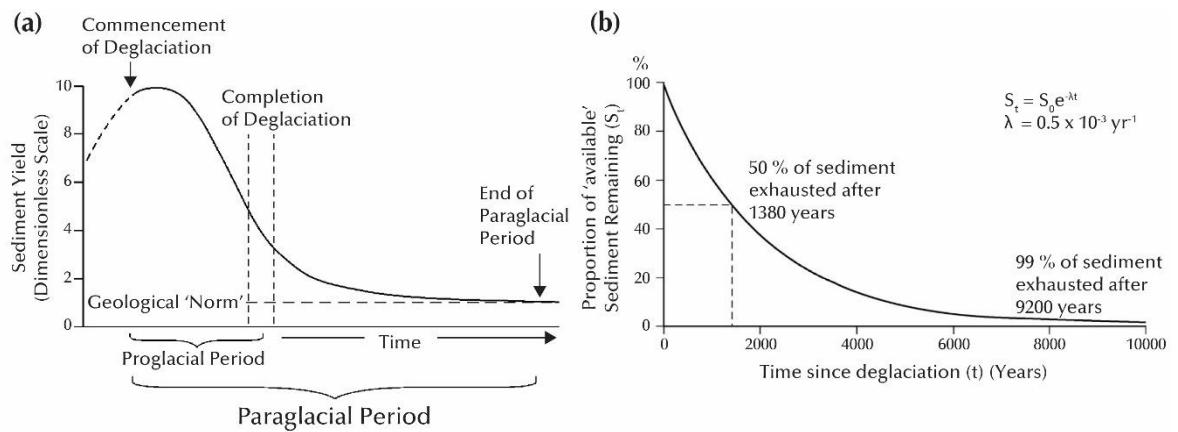 (a)
Commencement
of Deglaciation
Completion
of Deglaciation
End of
Paraglacial
Period
10
8
6
4
2
0
Sediment Yield
(Dimensionless Scale)
Geological 'Norm'
Time
Proglacial Period
Paraglacial Period
(b)
%
100
80
60
40
20
0
Proportion of 'available'
Sediment Remaining (Sₜ)
Sₜ = S₀e⁻λᵗ
λ = 0.5 x 10⁻³ yr⁻¹
50 % of sediment
exhausted after
1380 years
99 % of sediment
exhausted after
9200 years
0 2000 4000 6000 8000 10000
Time since deglaciation (t) (Years)